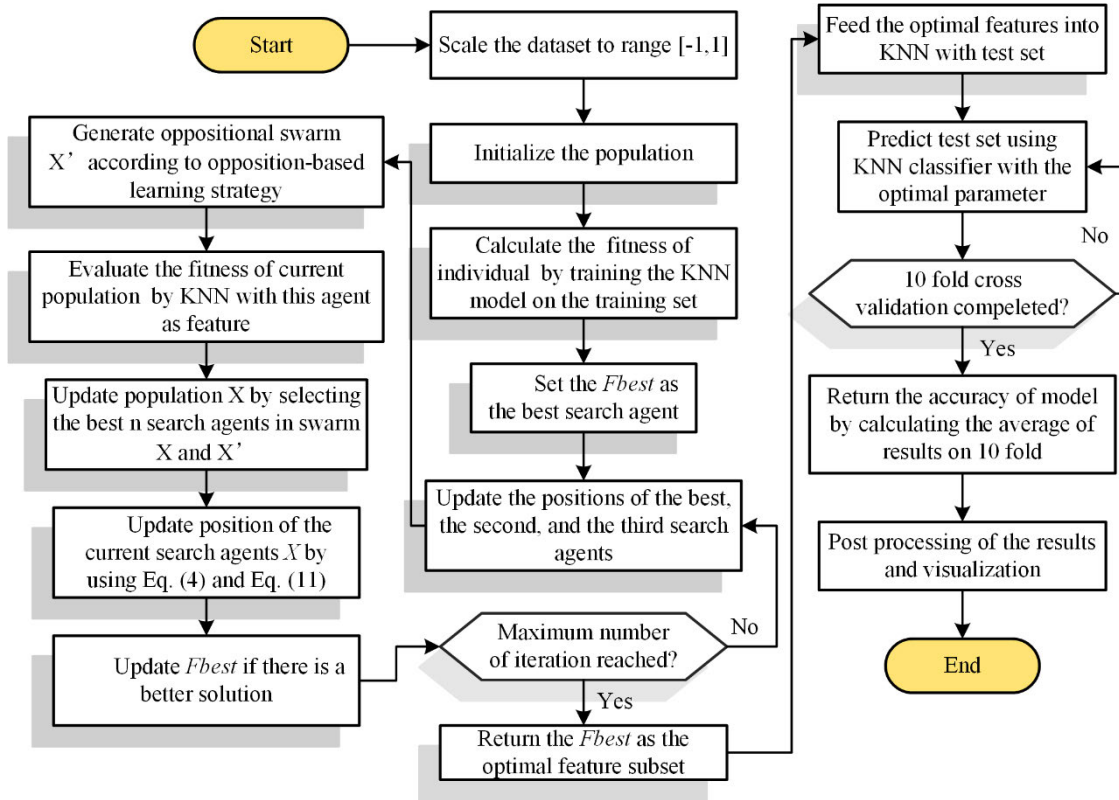 Start
Scale the dataset to range [-1,1]
Initialize the population
Calculate the fitness of
individual by training the KNN
model on the training set
Set the Fbest as
the best search agent
Update the positions of the best,
the second, and the third search
agents
Generate oppositional swarm
X’ according to opposition-based
learning strategy
Evaluate the fitness of current
population by KNN with this agent
as feature
Update population X by selecting
the best n search agents in swarm
X and X’
Update position of the
current search agents X by
using Eq. (4) and Eq. (11)
Update Fbest if there is a
better solution
Maximum number
of iteration reached?
No
Yes
Return the Fbest as the
optimal feature subset
Feed the optimal features into
KNN with test set
Predict test set using
KNN classifier with the
optimal parameter
No
10 fold cross
validation compeleted?
Yes
Return the accuracy of model
by calculating the average of
results on 10 fold
Post processing of the results
and visualization
End